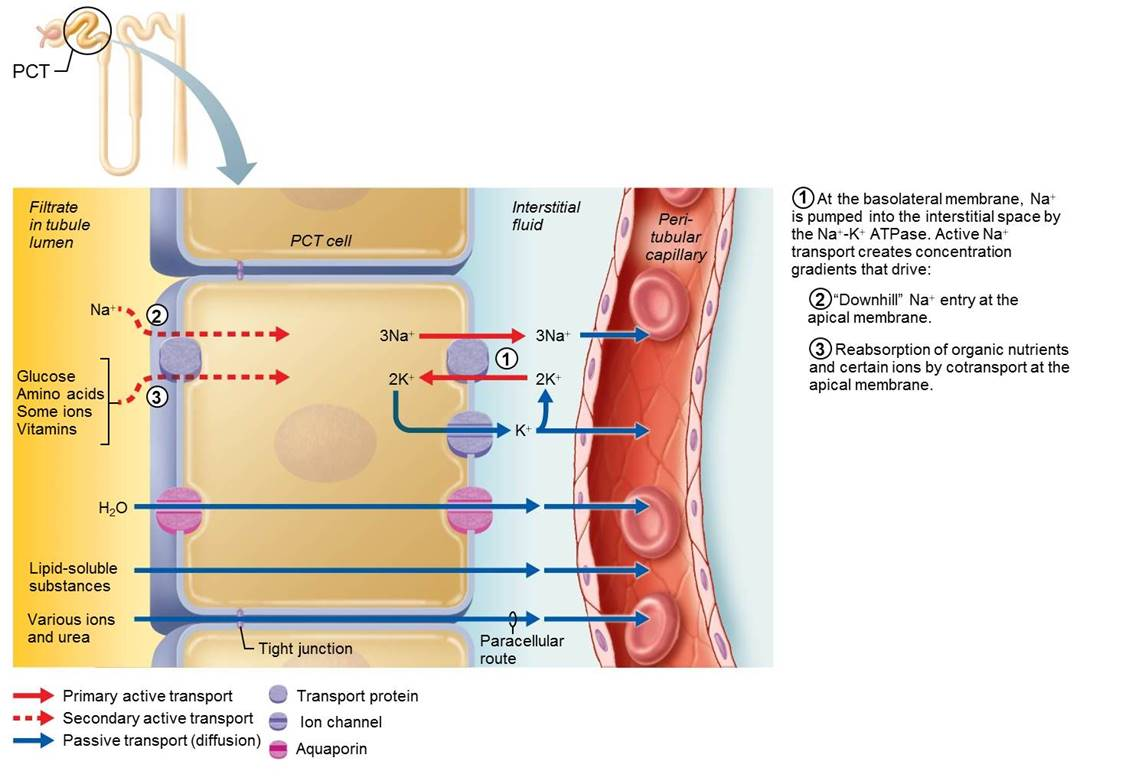 PCT
Filtrate
in tubule
lumen
PCT cell
Interstitial
fluid
Peri-
tubular
capillary
Na⁺
2
3Na⁺
3Na⁺
1
Glucose
Amino acids
Some ions
Vitamins
3
2K⁺
2K⁺
K⁺
H₂O
Lipid-soluble
substances
Various ions
and urea
Tight junction
Paracellular
route
1 At the basolateral membrane, Na⁺
is pumped into the interstitial space by
the Na⁺-K⁺ ATPase. Active Na⁺
transport creates concentration
gradients that drive:
2 “Downhill” Na⁺ entry at the
apical membrane.
3 Reabsorption of organic nutrients
and certain ions by cotransport at the
apical membrane.
Primary active transport
Secondary active transport
Passive transport (diffusion)
Transport protein
Ion channel
Aquaporin